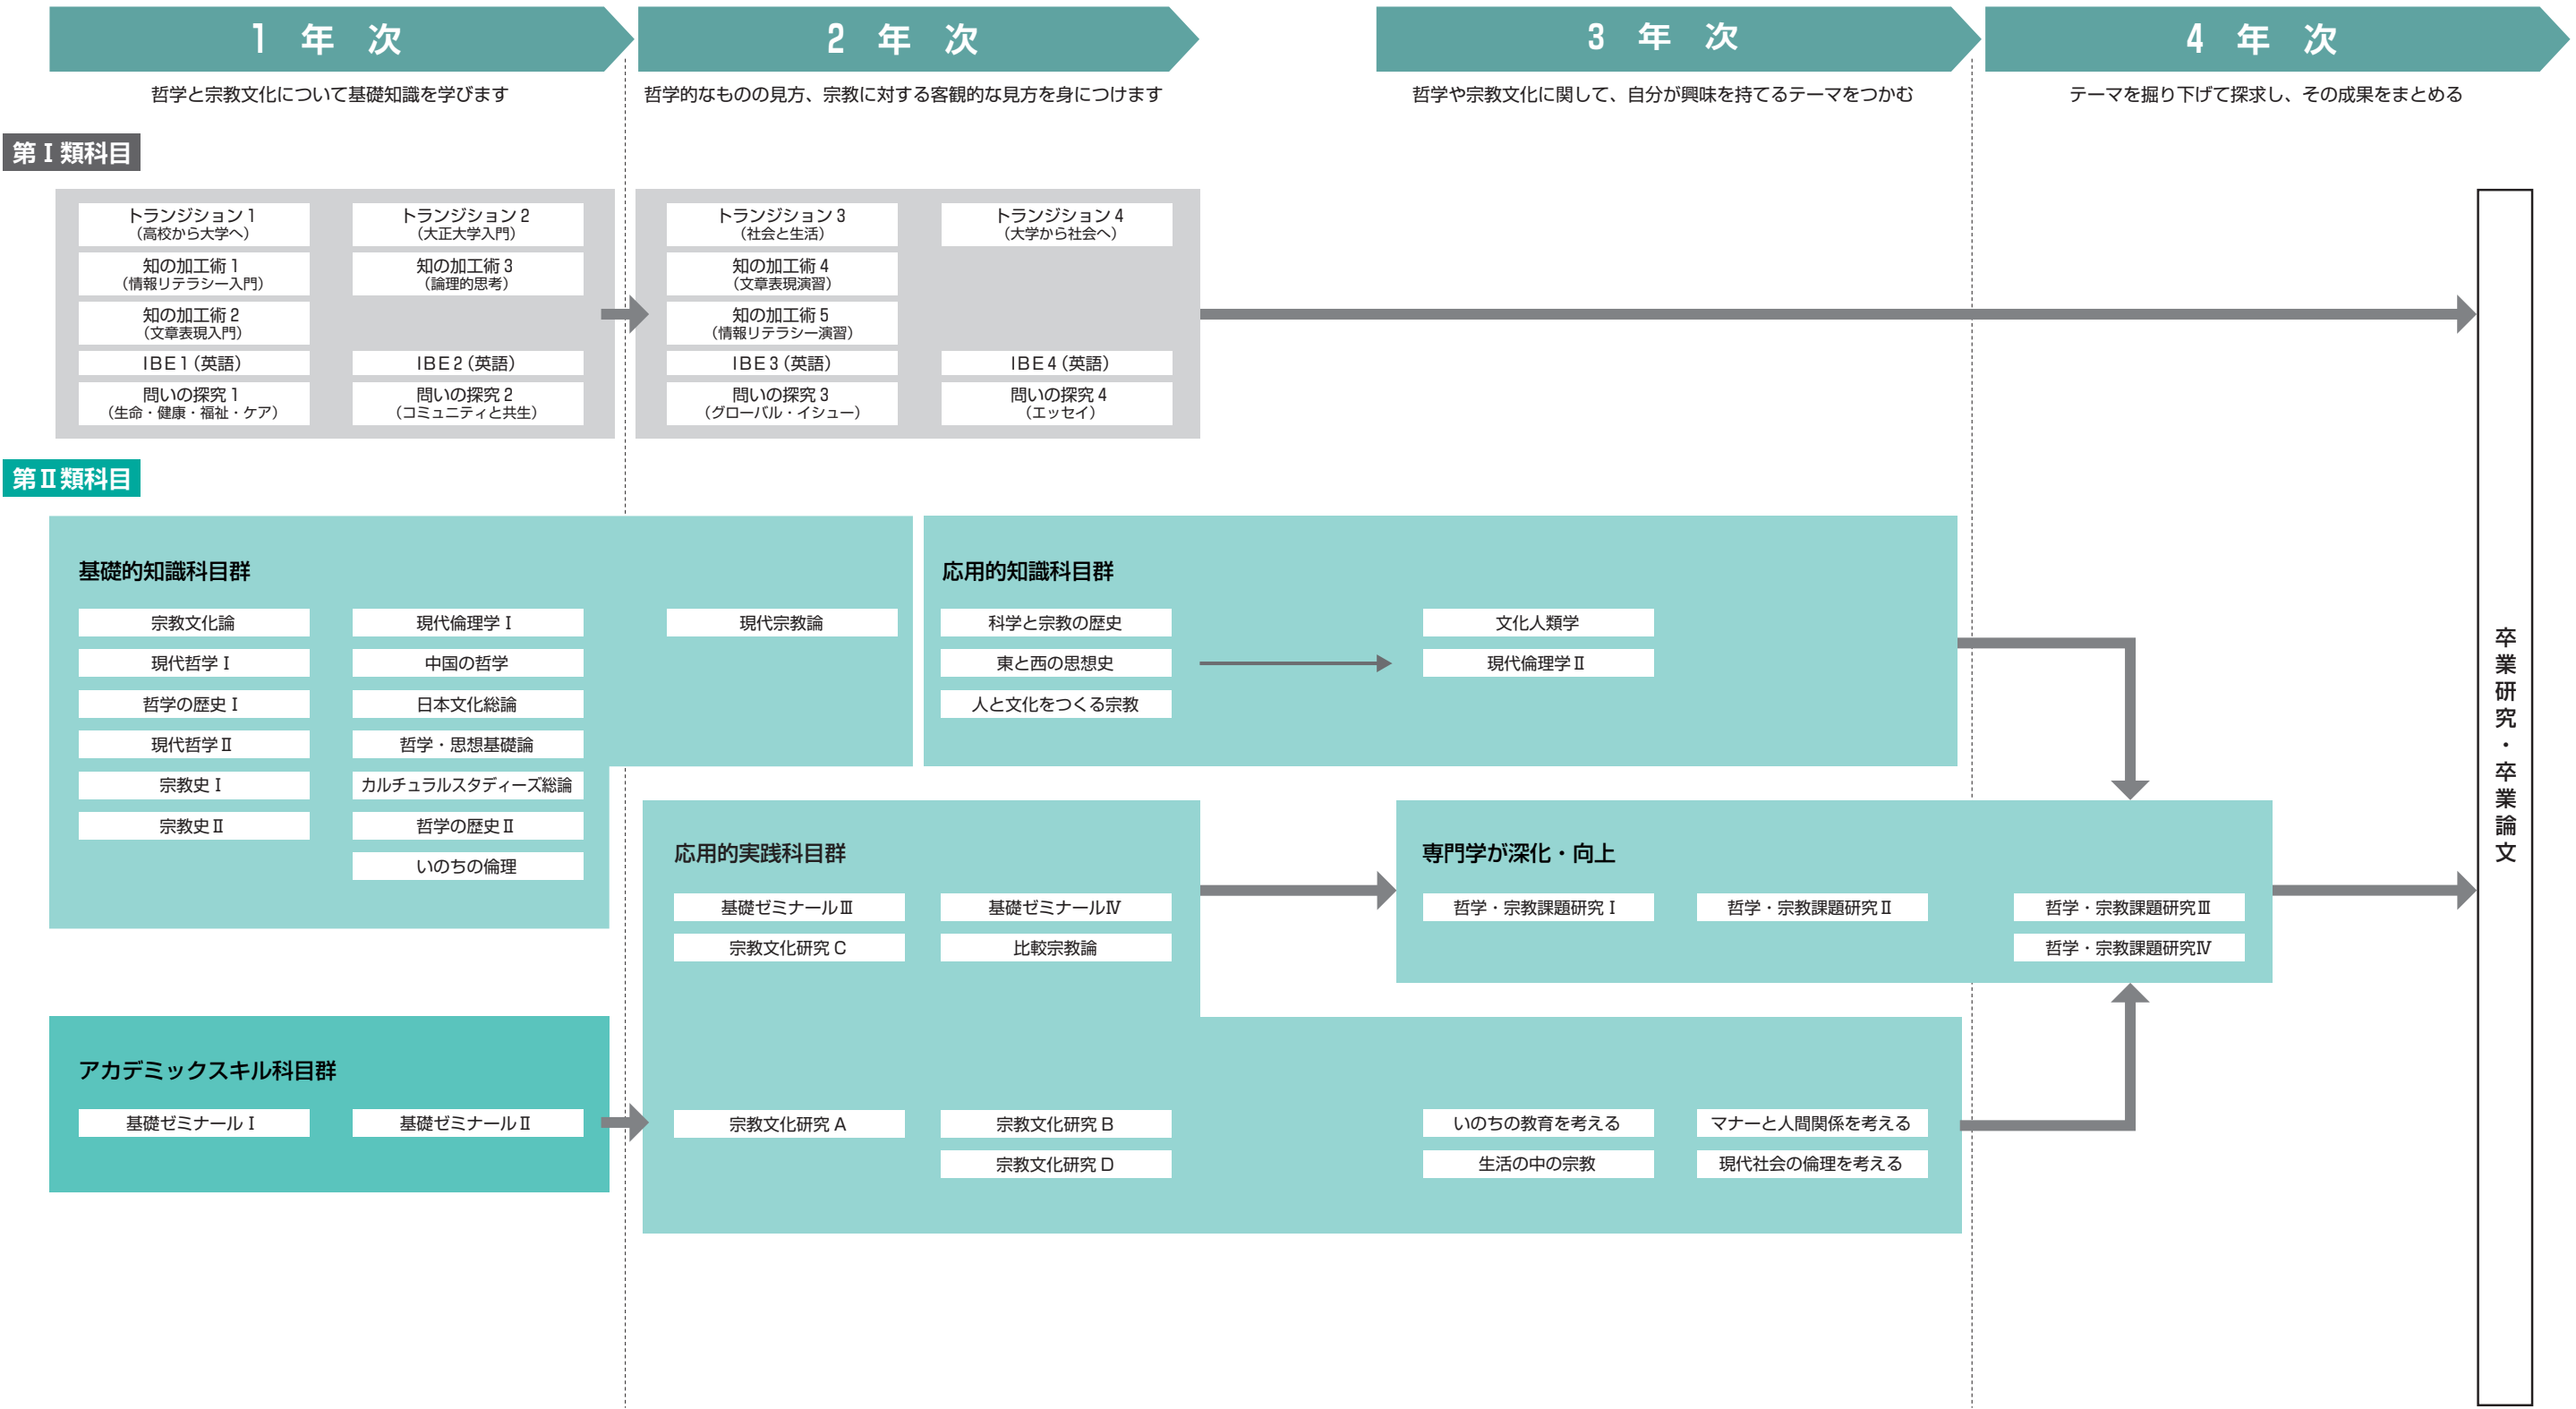 1 年 次
2 年 次
3 年 次
4 年 次
哲学と宗教文化について基礎知識を学びます
哲学的なものの見方、宗教に対する客観的な見方を身につけます
哲学や宗教文化に関して、自分が興味を持てるテーマをつかむ
テーマを掘り下げて探求し、その成果をまとめる
第Ⅰ類科目
トランジション 1
（高校から大学へ）
トランジション 2
（大正大学入門）
トランジション 3
（社会と生活）
トランジション 4
（大学から社会へ）
知の加工術 1
（情報リテラシー入門）
知の加工術 3
（論理的思考）
知の加工術 4
（文章表現演習）
知の加工術 2
（文章表現入門）
知の加工術 5
（情報リテラシー演習）
IBE 1（英語）
IBE 2（英語）
IBE 3（英語）
IBE 4（英語）
問いの探究 1
（生命・健康・福祉・ケア）
問いの探究 2
（コミュニティと共生）
問いの探究 3
（グローバル・イシュー）
問いの探究 4
（エッセイ）
第Ⅱ類科目
基礎的知識科目群
宗教文化論
現代倫理学Ⅰ
現代宗教論
現代哲学Ⅰ
中国の哲学
哲学の歴史Ⅰ
日本文化総論
現代哲学Ⅱ
哲学・思想基礎論
宗教史Ⅰ
カルチュラルスタディーズ総論
宗教史Ⅱ
哲学の歴史Ⅱ
いのちの倫理
応用的知識科目群
科学と宗教の歴史
文化人類学
東と西の思想史
現代倫理学Ⅱ
人と文化をつくる宗教
応用的実践科目群
基礎ゼミナールⅢ
基礎ゼミナールⅣ
宗教文化研究 C
比較宗教論
専門学が深化・向上
哲学・宗教課題研究Ⅰ
哲学・宗教課題研究Ⅱ
哲学・宗教課題研究Ⅲ
哲学・宗教課題研究Ⅳ
アカデミックスキル科目群
基礎ゼミナールⅠ
基礎ゼミナールⅡ
宗教文化研究 A
宗教文化研究 B
宗教文化研究 D
いのちの教育を考える
マナーと人間関係を考える
生活の中の宗教
現代社会の倫理を考える
卒業研究・卒業論文